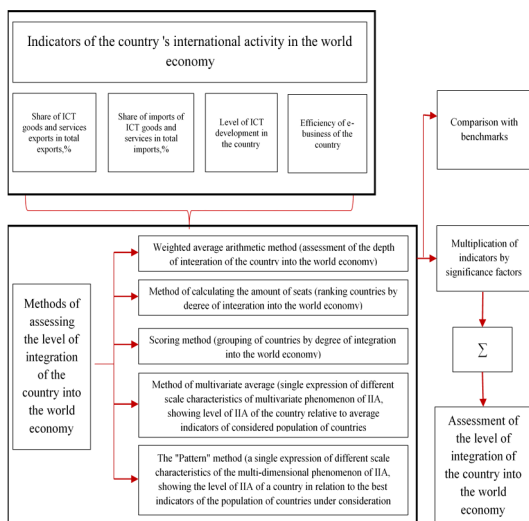 Indicators of the country 's international activity in the world
economy
Share of ICT
goods and services
exports in total
exports,%
Share of imports of
ICT goods and
services in total
imports,%
Level of ICT
development in
the country
Efficiency of e-
business of the
country
Comparison with
benchmarks
Methods of
assessing
the level of
integration
of the
country into
the world
economy
Weighted average arithmetic method (assessment of the depth
of integration of the country into the world economy)
Method of calculating the amount of seats (ranking countries by
degree of integration into the world economy)
Scoring method (grouping of countries by degree of integration
into the world economy)
Method of multivariate average (single expression of different
scale characteristics of multivariate phenomenon of IIA,
showing level of IIA of the country relative to average
indicators of considered population of countries
The "Pattern" method (a single expression of different scale
characteristics of the multi-dimensional phenomenon of IIA,
showing the level of IIA of a country in relation to the best
indicators of the population of countries under consideration
Multiplication of
indicators by
significance factors
∑
Assessment of
the level of
integration of
the country into
the world
economy